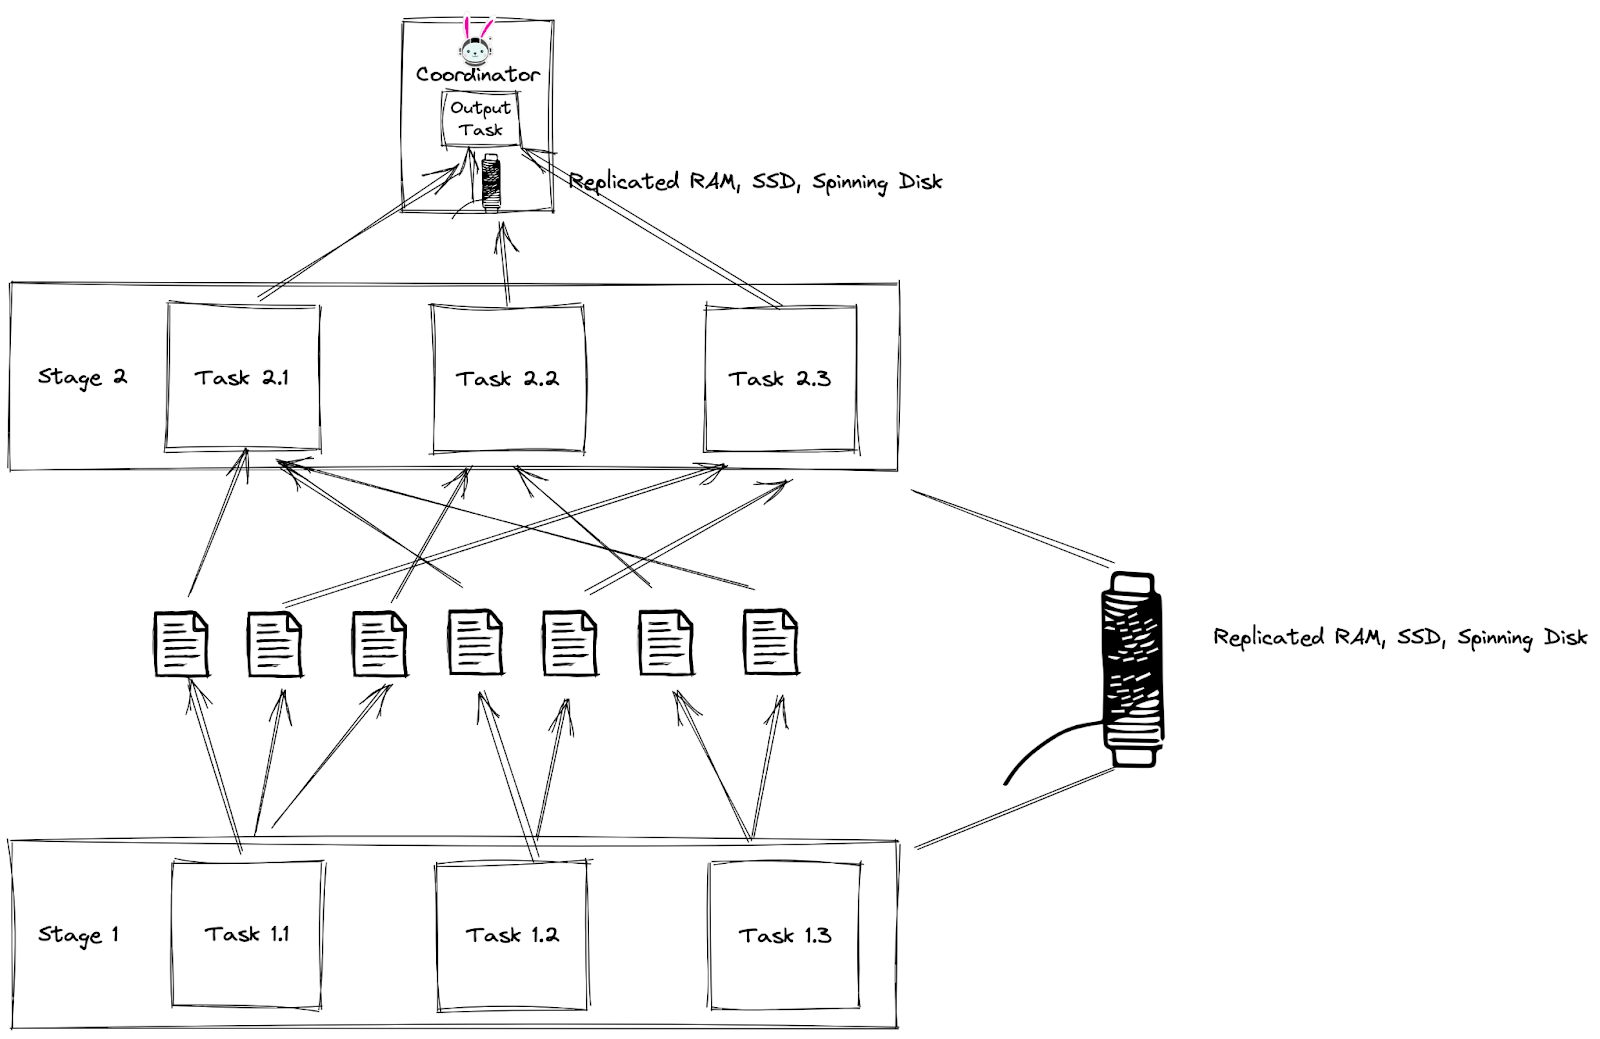 Coordinator
Output
Task
Replicated RAM, SSD, Spinning Disk
Stage 2
Task 2.1
Task 2.2
Task 2.3
Replicated RAM, SSD, Spinning Disk
Stage 1
Task 1.1
Task 1.2
Task 1.3